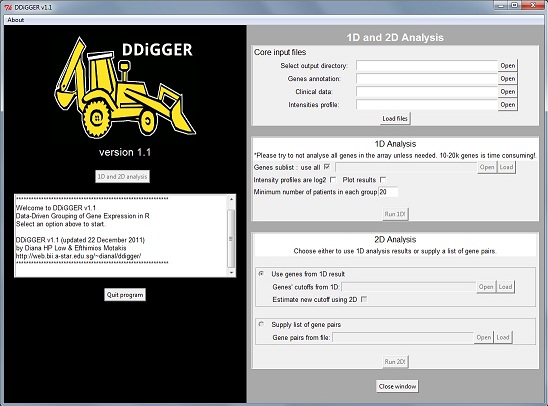 DDiGGER v1.1
About
DDiGGER
version 1.1
1D and 2D analysis
Welcome to DDiGGER v1.1
Data-Driven Grouping of Gene Expression in R
Select an option above to start.
DDiGGER v1.1 (updated 22 December 2011)
by Diana HP Low & Efthimios Motakis
http://web.bii.a-star.edu.sg/~dianal/ddigger/
Quit program
1D and 2D Analysis
Core input files
Select output directory: Open
Genes annotation: Open
Clinical data: Open
Intensities profile: Open
Load files
1D Analysis
*Please try to not analyse all genes in the array unless needed. 10-20k genes is time consuming!
Genes sublist : use all Open Load
Intensity profiles are log2 Plot results
Minimum number of patients in each group 20
Run 1D!
2D Analysis
Choose either to use 1D analysis results or supply a list of gene pairs.
Use genes from 1D result
Genes' cutoffs from 1D: Open Load
Estimate new cutoff using 2D
Supply list of gene pairs
Gene pairs from file: Open Load
Run 2D!
Close window